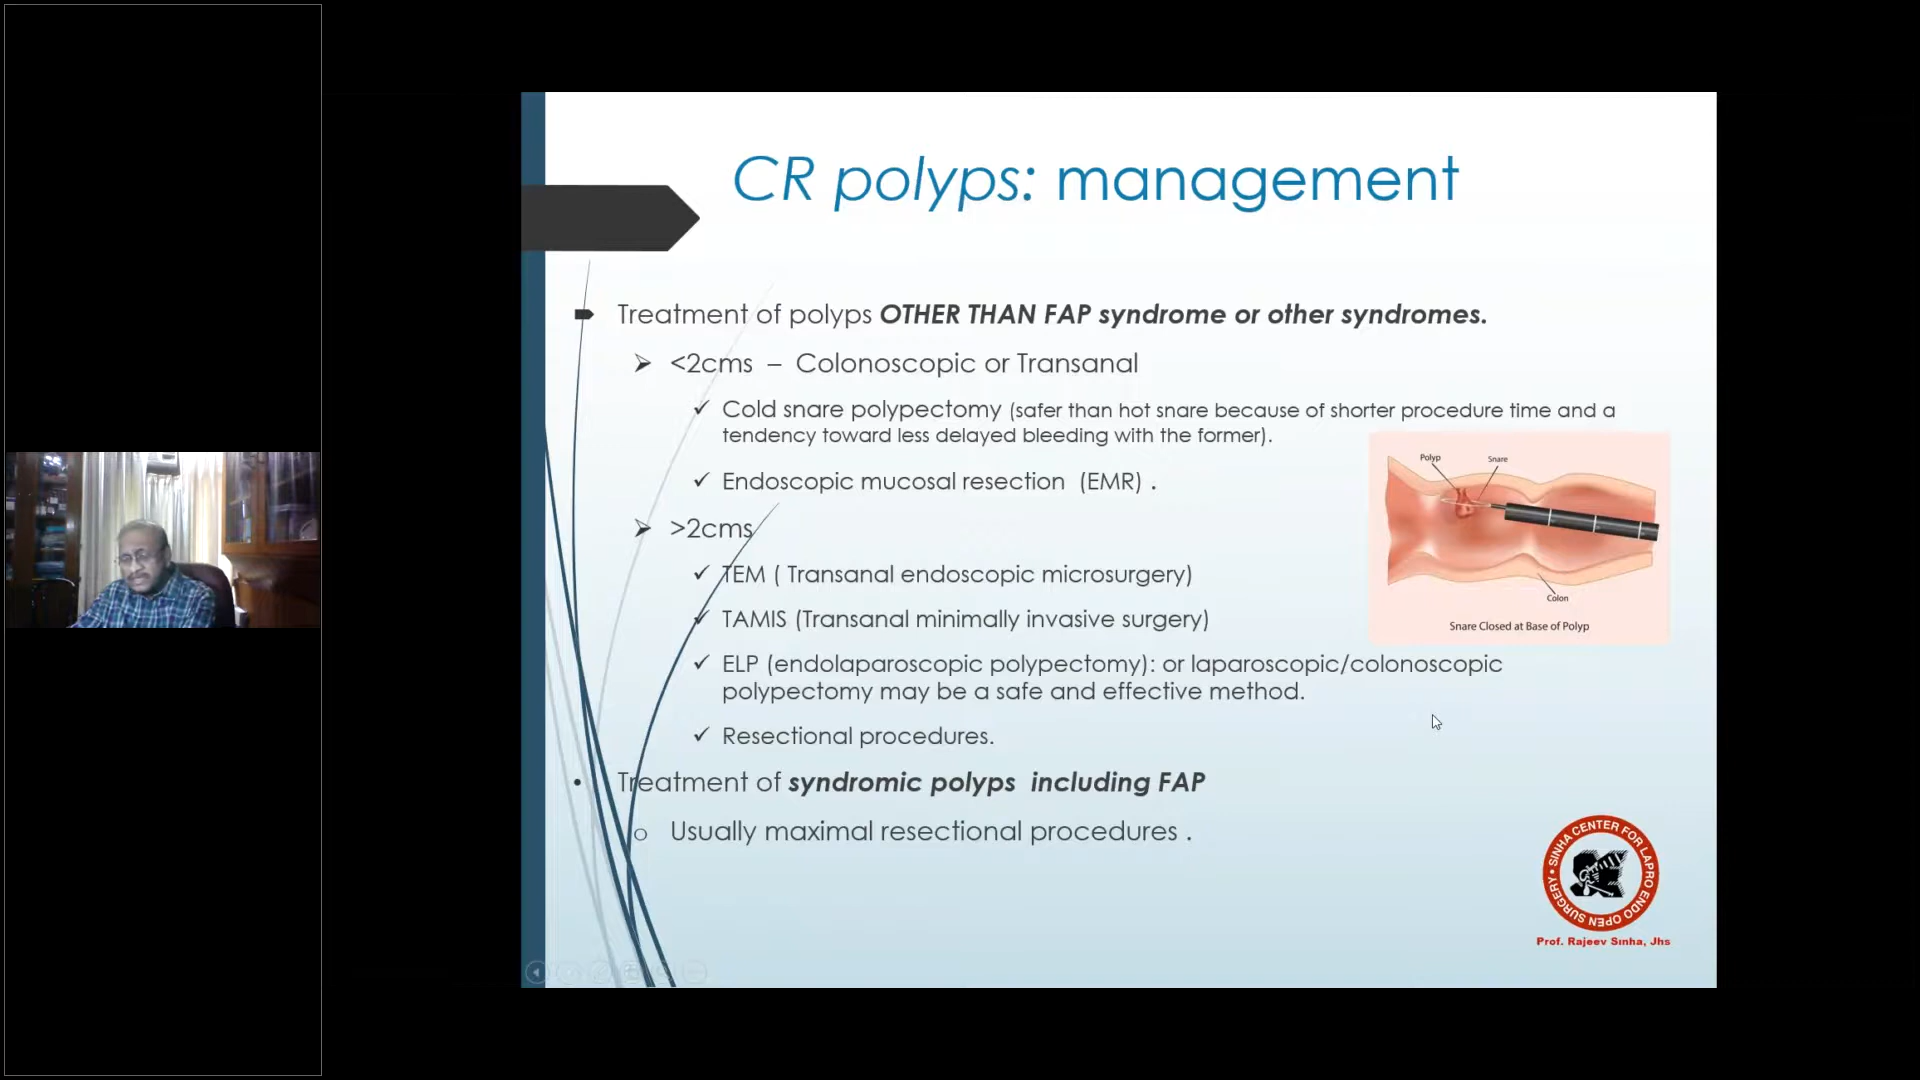 CR polyps: management
Treatment of polyps OTHER THAN FAP syndrome or other syndromes.
<2cms – Colonoscopic or Transanal
Cold snare polypectomy (safer than hot snare because of shorter procedure time and a
tendency toward less delayed bleeding with the former).
Endoscopic mucosal resection (EMR) .
>2cms
TEM ( Transanal endoscopic microsurgery)
TAMIS (Transanal minimally invasive surgery)
ELP (endolaparoscopic polypectomy): or laparoscopic/colonoscopic
polypectomy may be a safe and effective method.
Resectional procedures.
Treatment of syndromic polyps including FAP
Usually maximal resectional procedures .
Polyp
Snare
Colon
Snare Closed at Base of Polyp
SINHA CENTER FOR LAPRO ENDO OPEN SURGERY
Prof. Rajeev Sinha, Jhs